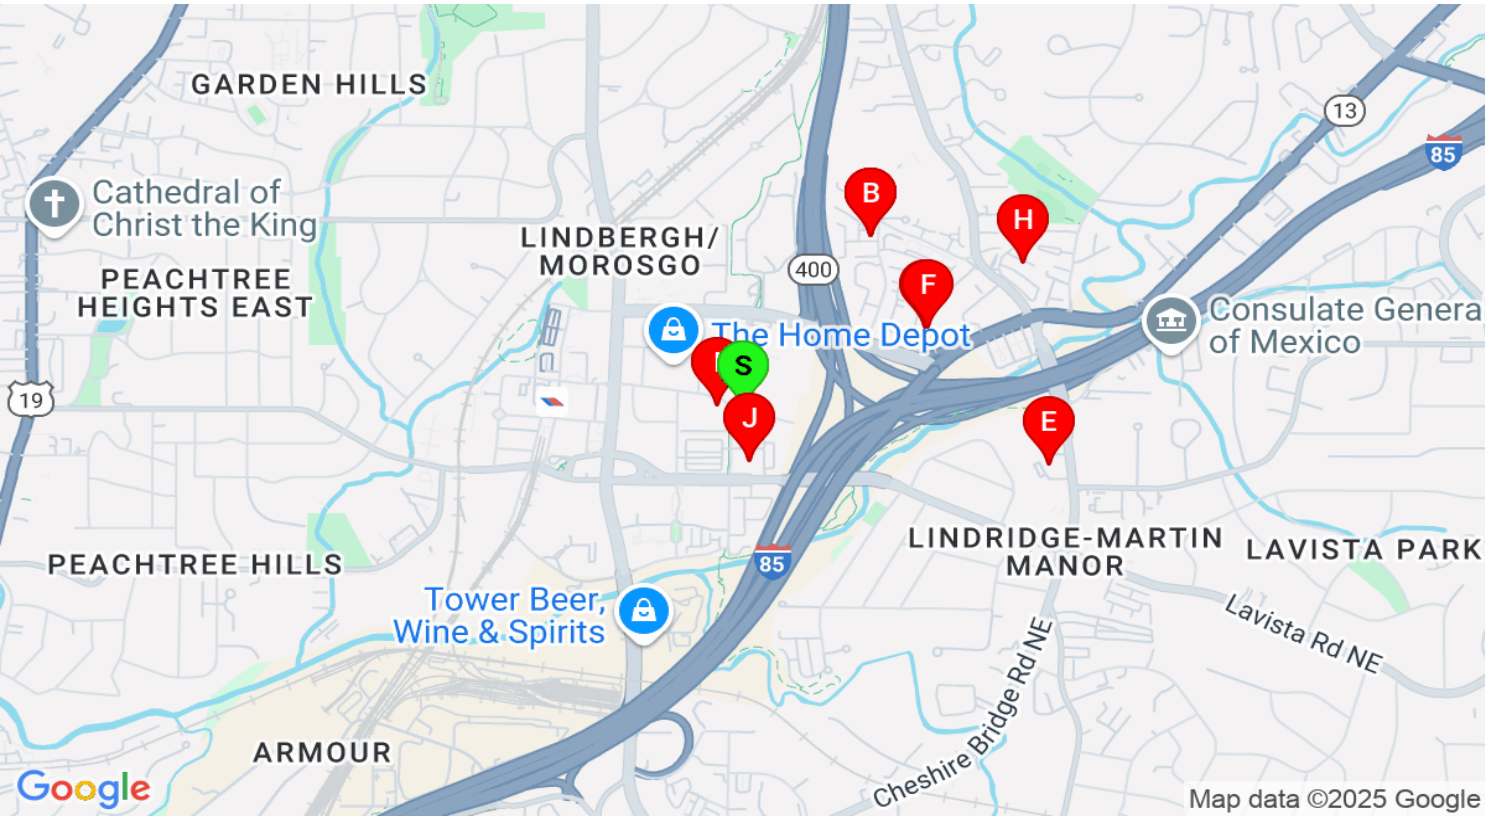 GARDEN HILLS
13
85
Cathedral of
Christ the King
B
H
LINDBERGH/
MOROSGO
PEACHTREE
HEIGHTS EAST
400
F
Consulate Genera
of Mexico
The Home Depot
S
19
J
E
LINDRIDGE-MARTIN
MANOR
LAVISTA PARK
PEACHTREE HILLS
85
Tower Beer,
Wine & Spirits
Lavista Rd NE
Cheshire Bridge Rd NE
ARMOUR
Google
Map data ©2025 Google